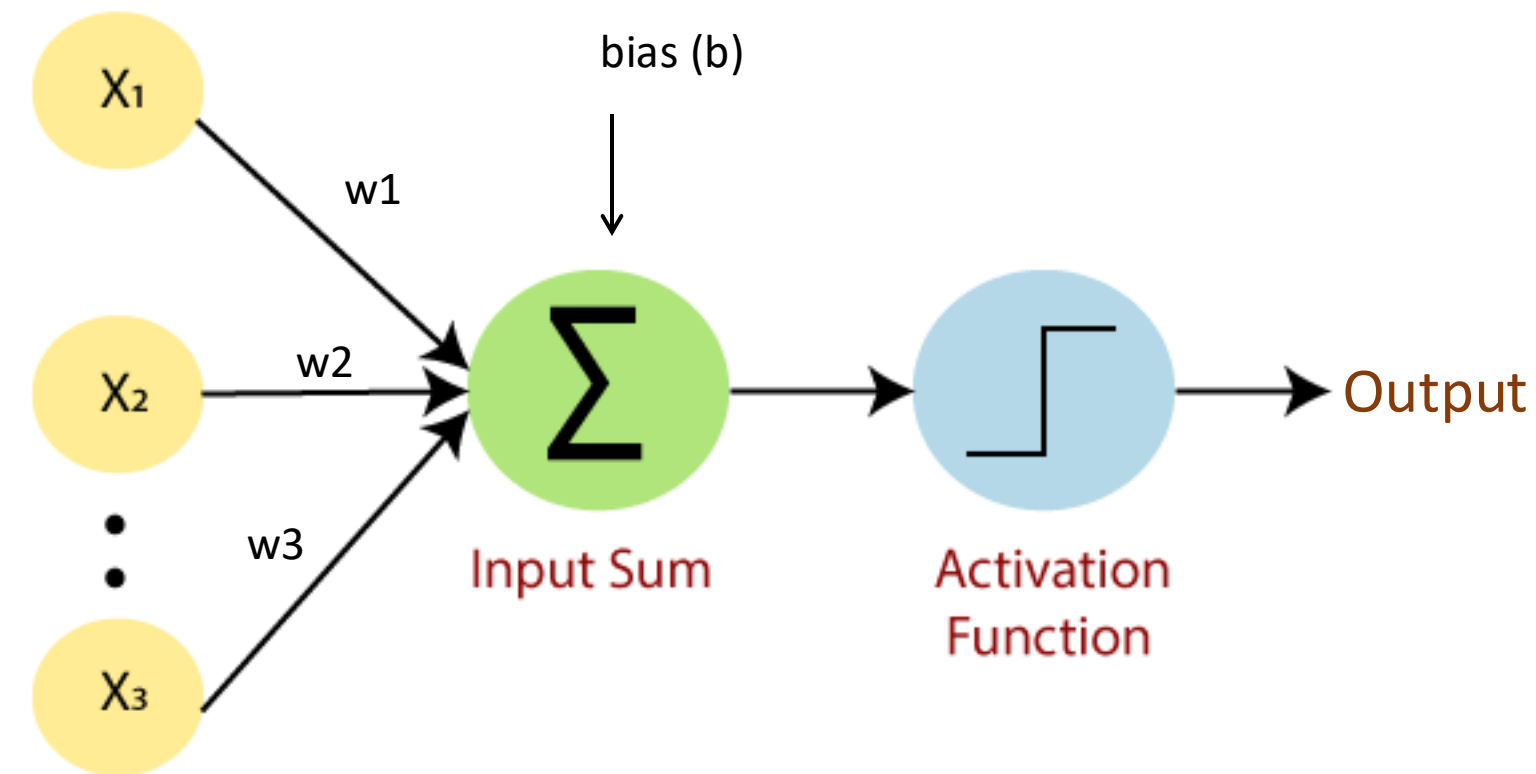 bias (b)
X₁
w1
w2
X₂
Σ
Output
w3
Input Sum
Activation
Function
X₃